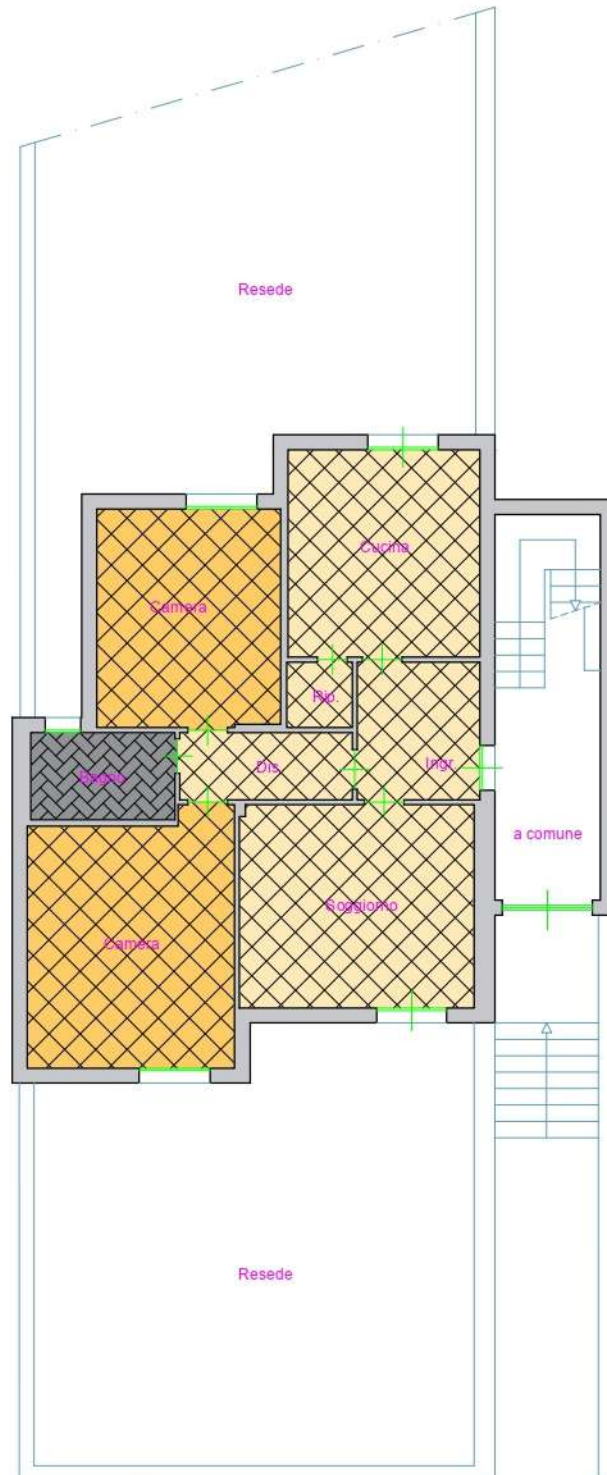 Resede
Cucina
Camera
Rip.
Bagno
Dis
Ingr
a comune
Soggiorno
Camera
Resede